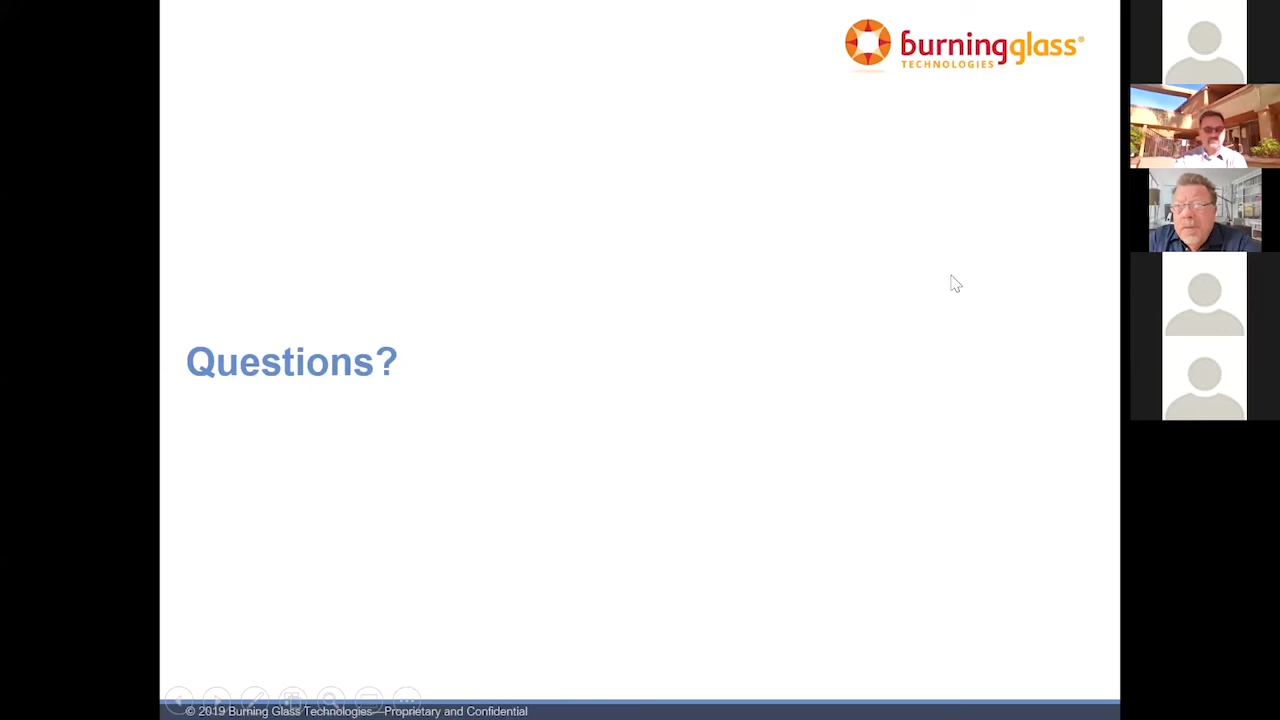 burningglass®
TECHNOLOGIES
Questions?
© 2019 Burning Glass Technologies—Proprietary and Confidential